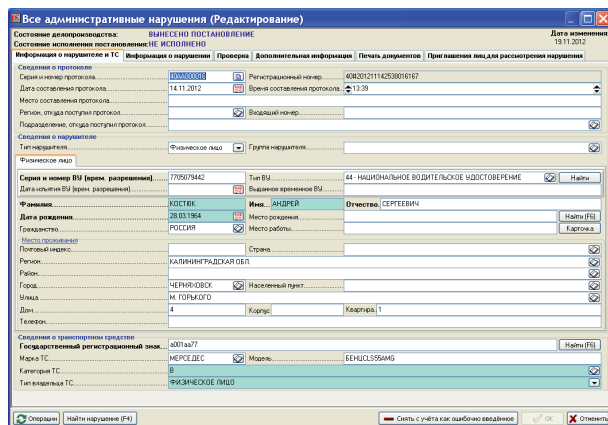 Все административные нарушения (Редактирование)
Состояние делопроизводства: ВЫНЕСЕНО ПОСТАНОВЛЕНИЕ Дата изменения
Состояние исполнения постановления: НЕ ИСПОЛНЕНО 19.11.2012
Информация о нарушителе и ТС Информация о нарушении Проверка Дополнительная информация Печать документов Приглашения лиц для рассмотрения нарушения
Сведения о протоколе
Серия и номер протокола 40АА000016 Регистрационный номер 40#201211142538016167
Дата составления протокола 14.11.2012 Время составления протокола 13:39
Место составления протокола
Регион, откуда поступил протокол Входящий номер
Подразделение, откуда поступил протокол
Сведения о нарушителе
Тип нарушителя Физическое лицо Группа нарушителя
Физическое лицо
Серия и номер ВУ (врем. разрешения) 7705079442 Тип ВУ 44 - НАЦИОНАЛЬНОЕ ВОДИТЕЛЬСКОЕ УДОСТОВЕРЕНИЕ Найти
Дата изъятия ВУ (врем. разрешения) Выданное временное ВУ
Фамилия КОСТЮК Имя АНДРЕЙ Отчество СЕРГЕЕВИЧ
Дата рождения 28.03.1964 Место рождения Найти (F6)
Гражданство РОССИЯ Место работы Карточка
Место проживания
Почтовый индекс Страна
Регион КАЛИНИНГРАДСКАЯ ОБЛ.
Район
Город ЧЕРНЯХОВСК Населенный пункт
Улица М. ГОРЬКОГО
Дом 4 Корпус Квартира 1
Телефон
Сведения о транспортном средстве
Государственный регистрационный знак а001аа77 Найти (F6)
Марка ТС МЕРСЕДЕС Модель БЕНЦCLS55AMG
Категория ТС B
Тип владельца ТС ФИЗИЧЕСКОЕ ЛИЦО
Операции Найти нарушение (F4) Снять с учёта как ошибочно введённое ОК Отменить